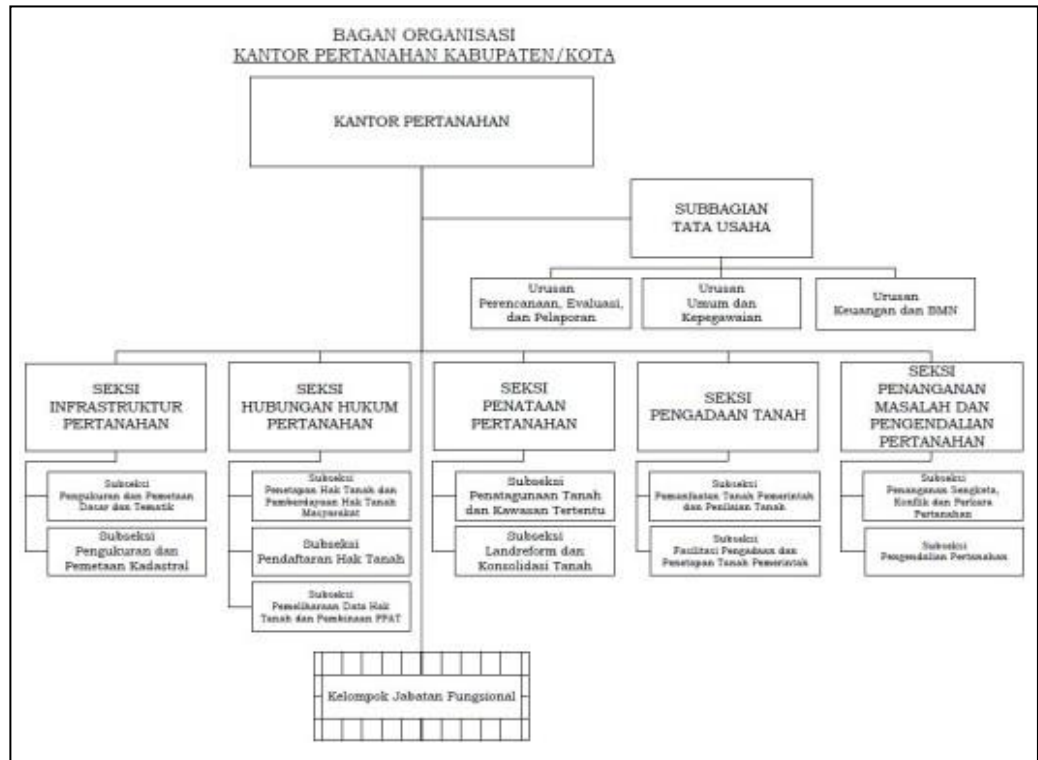 BAGAN ORGANISASI
KANTOR PERTANAHAN KABUPATEN/KOTA
KANTOR PERTANAHAN
SUBBAGIAN
TATA USAHA
Urusan
Perencanaan, Evaluasi,
dan Pelaporan
Urusan
Umum dan
Kepegawaian
Urusan
Keuangan dan BMN
SEKSI
INFRASTRUKTUR
PERTANAHAN
SEKSI
HUBUNGAN HUKUM
PERTANAHAN
SEKSI
PENATAAN
PERTANAHAN
SEKSI
PENGADAAN TANAH
SEKSI
PENANGANAN
MASALAH DAN
PENGENDALIAN
PERTANAHAN
Subseksi
Pengukuran dan Pemetaan
Dasar dan Tematik
Subseksi
Pengukuran dan
Pemetaan Kadastral
Subseksi
Penetapan Hak Tanah dan
Pemberdayaan Hak Tanah
Masyarakat
Subseksi
Pendaftaran Hak Tanah
Subseksi
Pemeliharaan Data Hak
Tanah dan Pembinaan PPAT
Subseksi
Penatagunaan Tanah
dan Kawasan Tertentu
Subseksi
Landreform dan
Konsolidasi Tanah
Subseksi
Pemanfaatan Tanah Pemerintah
dan Penilaian Tanah
Subseksi
Fasilitasi Pengadaan dan
Penetapan Tanah Pemerintah
Subseksi
Penanganan Sengketa,
Konflik dan Perkara
Pertanahan
Subseksi
Pengendalian Pertanahan
Kelompok Jabatan Fungsional